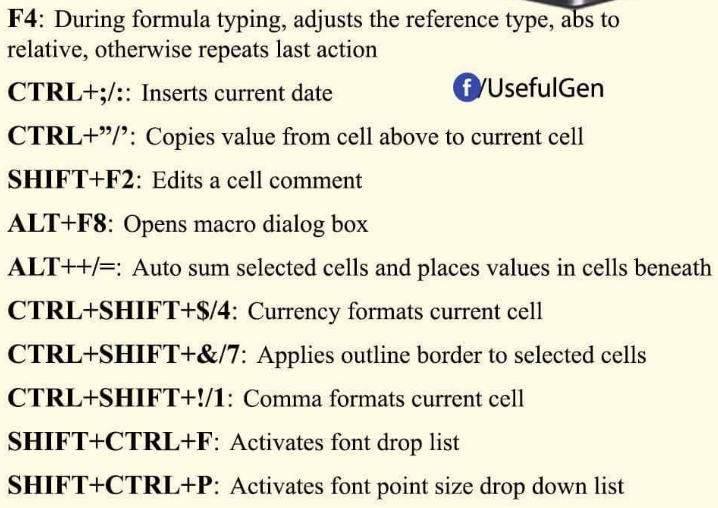 F4: During formula typing, adjusts the reference type, abs to
relative, otherwise repeats last action
CTRL+;/:: Inserts current date
f/UsefulGen
CTRL+”/’: Copies value from cell above to current cell
SHIFT+F2: Edits a cell comment
ALT+F8: Opens macro dialog box
ALT++/=: Auto sum selected cells and places values in cells beneath
CTRL+SHIFT+$/4: Currency formats current cell
CTRL+SHIFT+&/7: Applies outline border to selected cells
CTRL+SHIFT+!/1: Comma formats current cell
SHIFT+CTRL+F: Activates font drop list
SHIFT+CTRL+P: Activates font point size drop down list